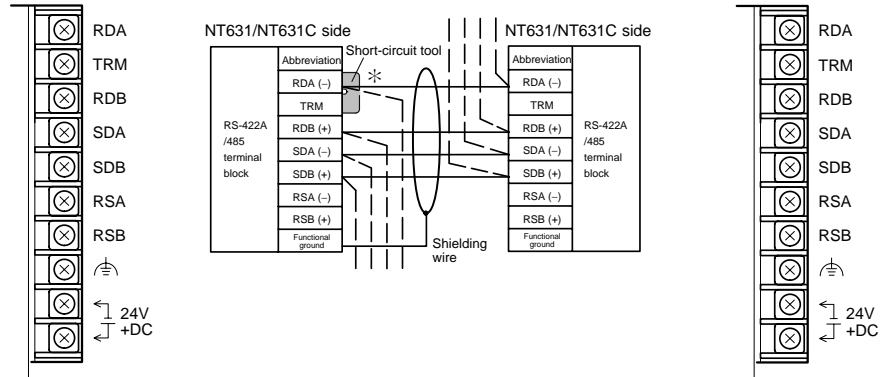 RDA
TRM
RDB
SDA
SDB
RSA
RSB
24V
+DC
NT631/NT631C side
Abbreviation
RDA (–)
TRM
RDB (+)
SDA (–)
SDB (+)
RSA (–)
RSB (+)
Functional
ground
RS-422A
/485
terminal
block
Short-circuit tool
*
Shielding
wire
NT631/NT631C side
Abbreviation
RDA (–)
TRM
RDB (+)
SDA (–)
SDB (+)
RSA (–)
RSB (+)
Functional
ground
RS-422A
/485
terminal
block
RDA
TRM
RDB
SDA
SDB
RSA
RSB
24V
+DC